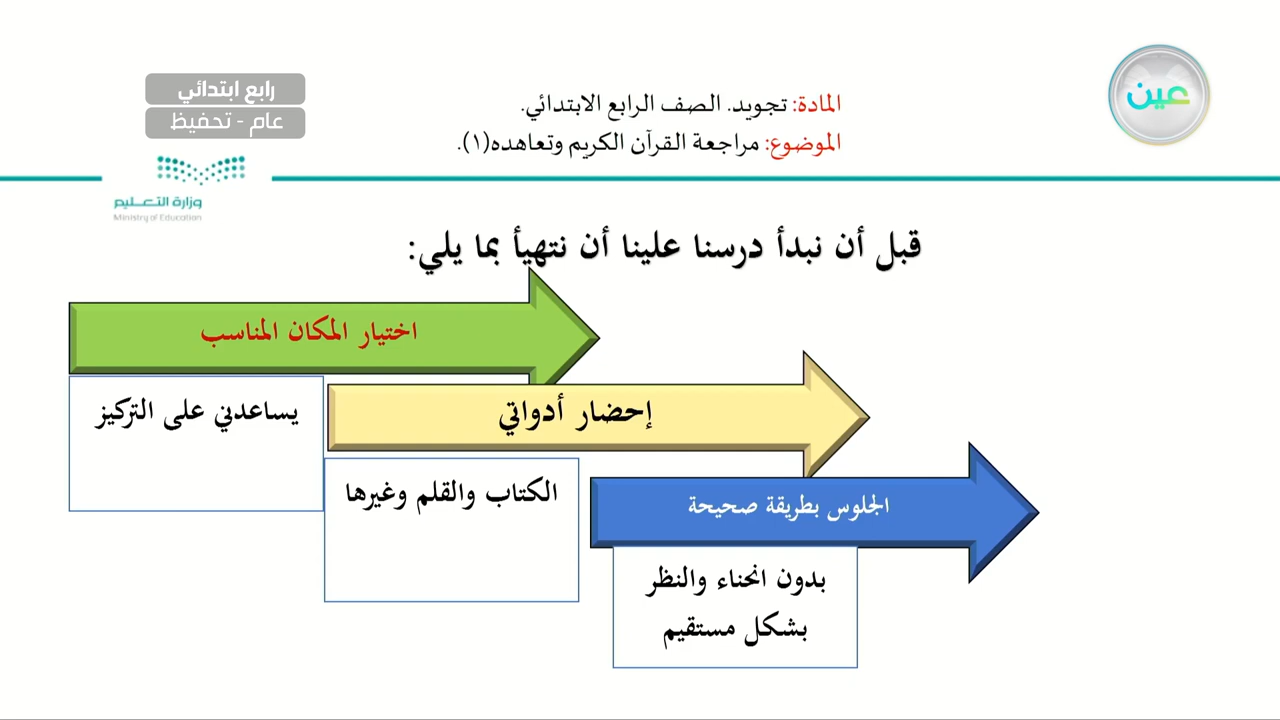 رابع ابتدائي
عام - تحفيظ
وزارة التعـــليم
Ministry of Education
عين
المادة: تجويد. الصف الرابع الابتدائي.
الموضوع: مراجعة القرآن الكريم وتعاهده(١).
قبل أن نبدأ درسنا علينا أن نتهيأ بما يلي:
اختيار المكان المناسب
يساعدني على التركيز
إحضار أدواتي
الكتاب والقلم وغيرها
الجلوس بطريقة صحيحة
بدون انحناء والنظر
بشكل مستقيم